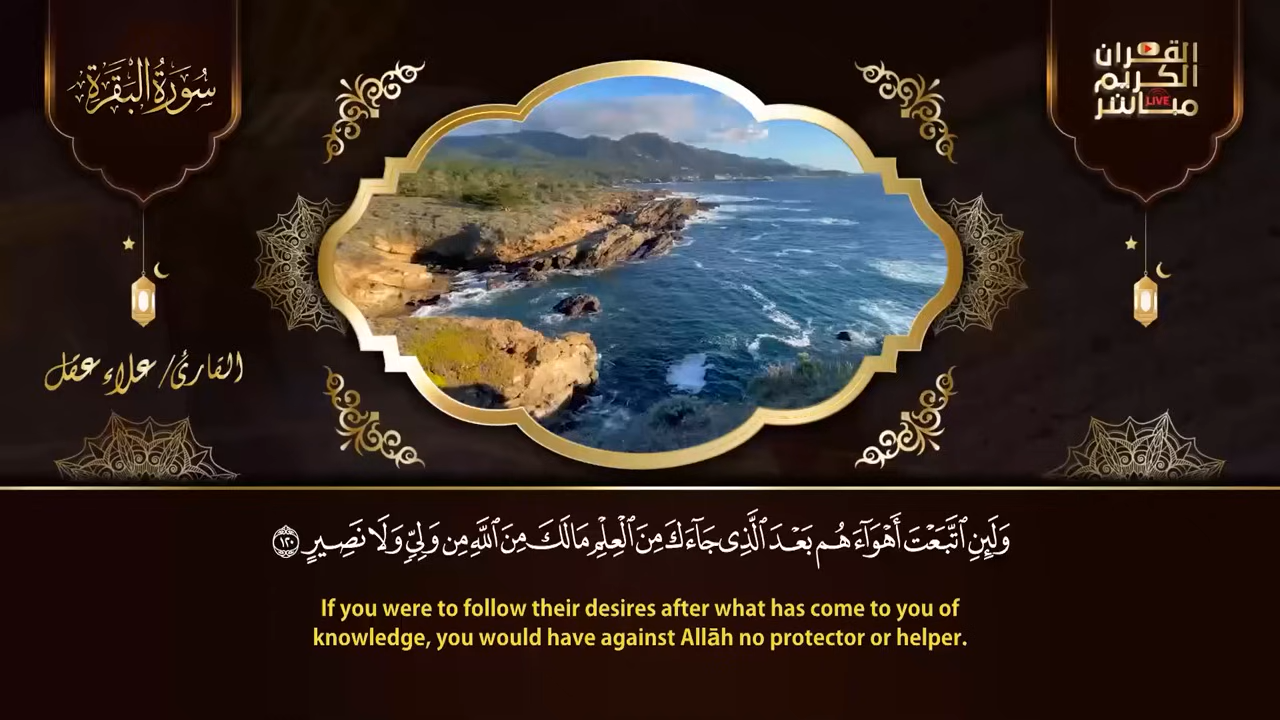 سُورَةُ البَقَرَةِ
القرآن
الكريم
مباشر
LIVE
القارئ/ علاء عقل
وَلَئِنِ ٱتَّبَعْتَ أَهْوَآءَهُم بَعْدَ ٱلَّذِى جَآءَكَ مِنَ ٱلْعِلْمِ مَا لَكَ مِنَ ٱللَّهِ مِن وَلِىٍّ وَلَا نَصِيرٍ ١٢٠
If you were to follow their desires after what has come to you of
knowledge, you would have against Allāh no protector or helper.